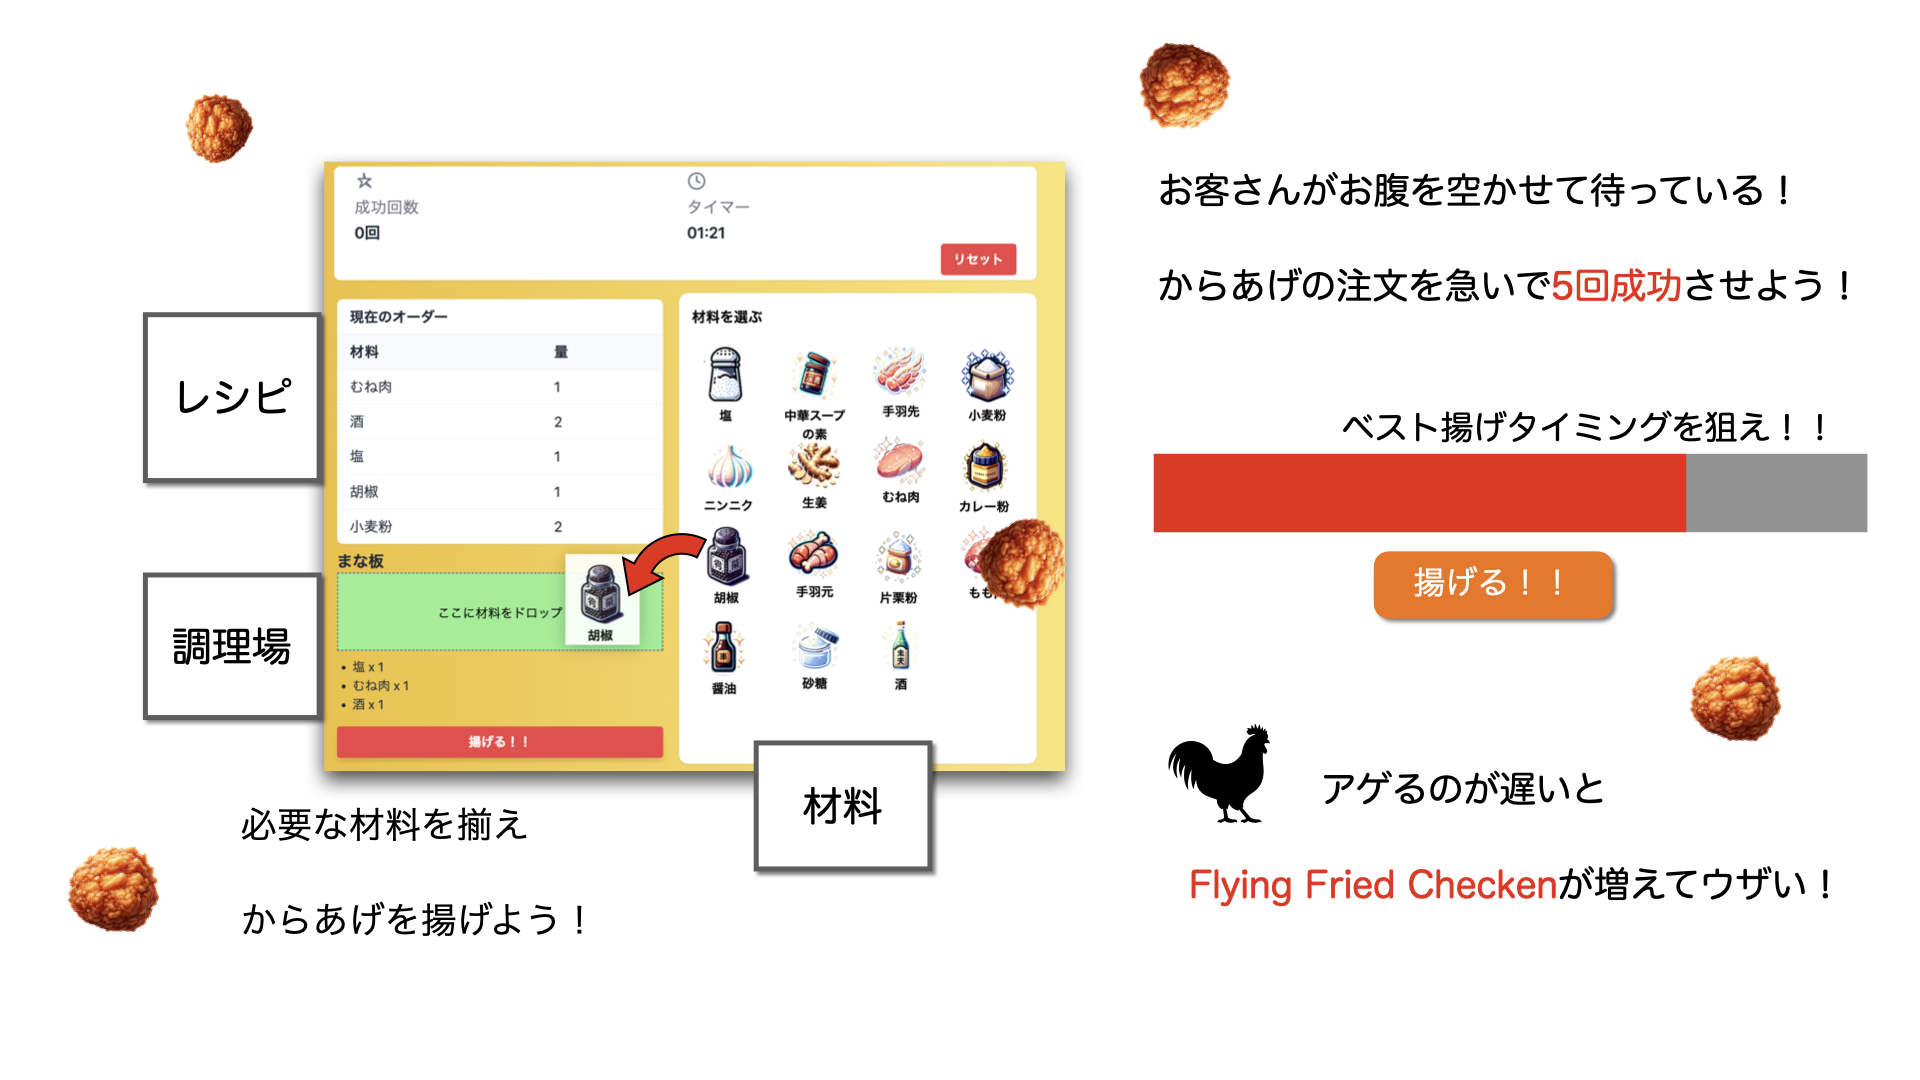 成功回数
0回
タイマー
01:21
リセット
レシピ
現在のオーダー
材料 量
むね肉 1
酒 2
塩 1
胡椒 1
小麦粉 2
調理場
まな板
ここに材料をドロップ
胡椒
• 塩 x 1
• むね肉 x 1
• 酒 x 1
揚げる！！
材料を選ぶ
塩
中華スープ
の素
手羽先
小麦粉
ニンニク
生姜
むね肉
カレー粉
胡椒
手羽元
片栗粉
もも
醤油
砂糖
酒
材料
必要な材料を揃え
からあげを揚げよう！
お客さんがお腹を空かせて待っている！
からあげの注文を急いで5回成功させよう！
ベスト揚げタイミングを狙え！！
揚げる！！
アゲるのが遅いと
Flying Fried Checkenが増えてウザい！